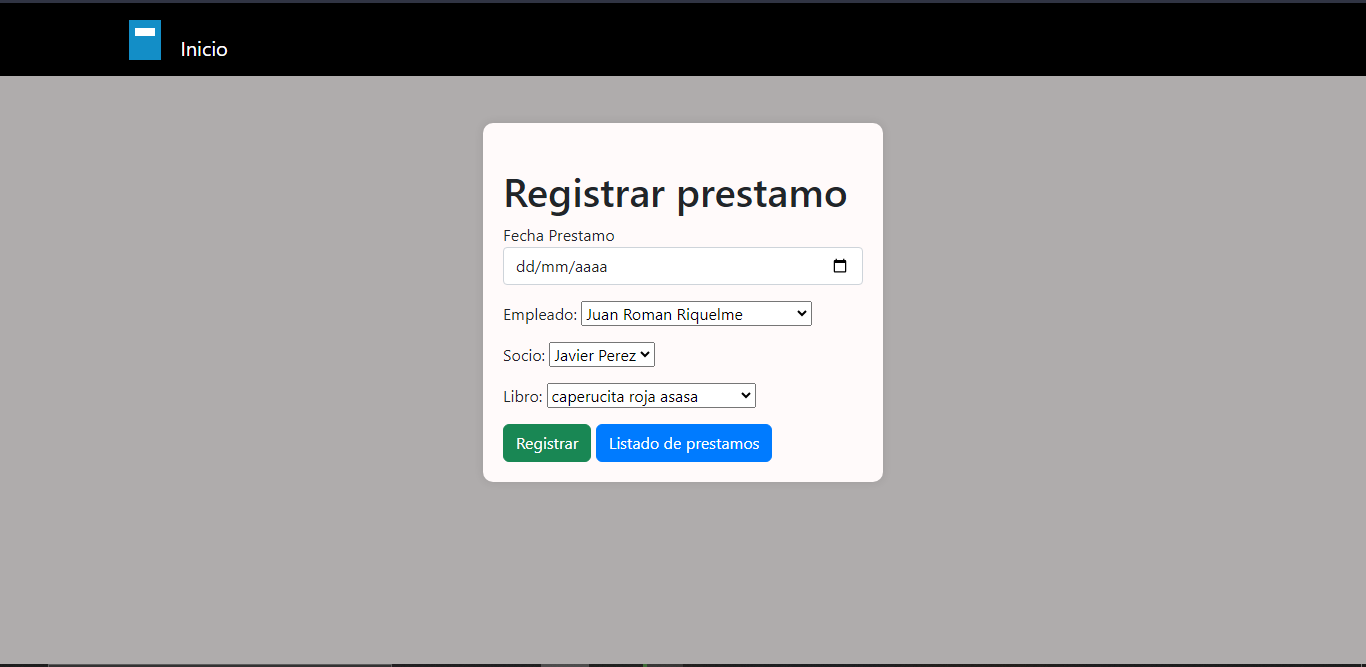 Inicio
Registrar prestamo
Fecha Prestamo
dd/mm/aaaa
Empleado: Juan Roman Riquelme
Socio: Javier Perez
Libro: caperucita roja asasa
Registrar Listado de prestamos